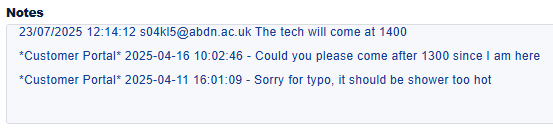 Notes
23/07/2025 12:14:12 s04kl5@abdn.ac.uk The tech will come at 1400
*Customer Portal* 2025-04-16 10:02:46 - Could you please come after 1300 since I am here
*Customer Portal* 2025-04-11 16:01:09 - Sorry for typo, it should be shower too hot